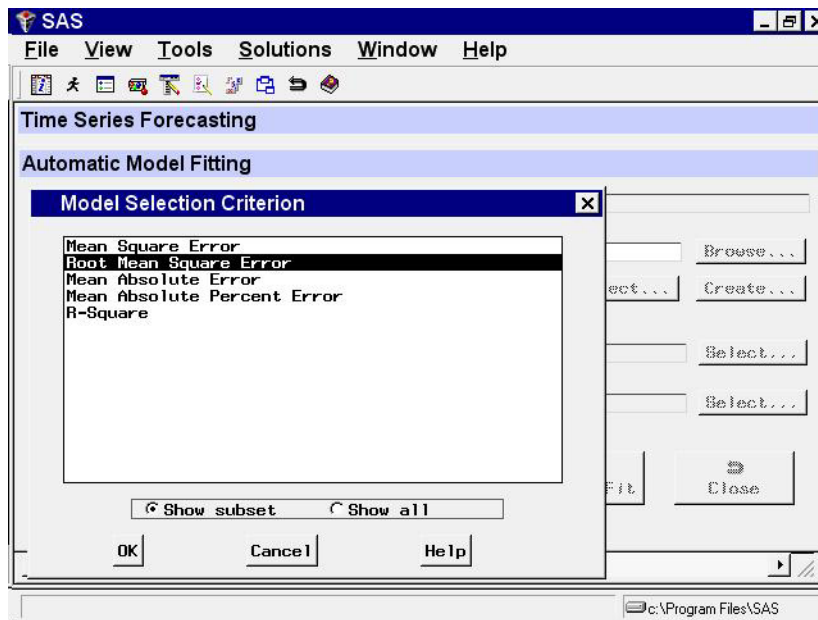 SAS
File View Tools Solutions Window Help
Time Series Forecasting
Automatic Model Fitting
Model Selection Criterion
Mean Square Error
Root Mean Square Error
Mean Absolute Error
Mean Absolute Percent Error
R-Square
Browse...
ect... Create...
Select...
Select...
Fit Close
Show subset Show all
OK Cancel Help
c:\Program Files\SAS